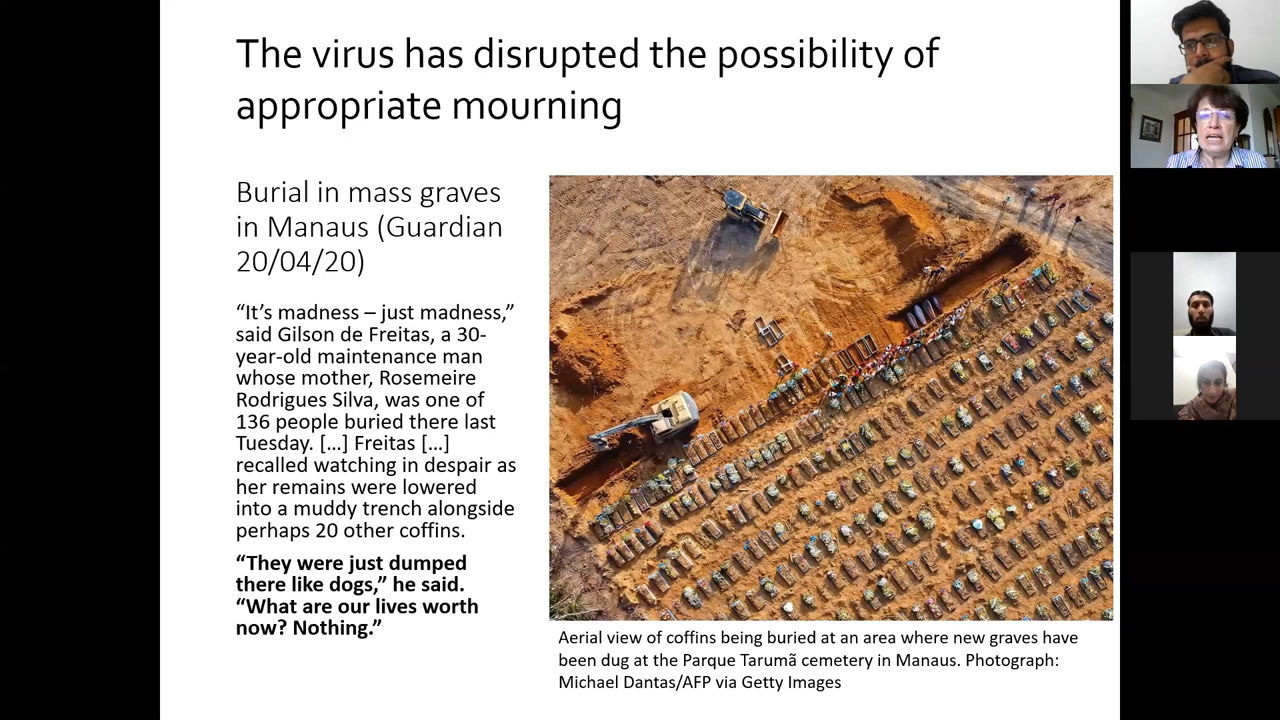 The virus has disrupted the possibility of
appropriate mourning
Burial in mass graves
in Manaus (Guardian
20/04/20)
“It’s madness – just madness,”
said Gilson de Freitas, a 30-
year-old maintenance man
whose mother, Rosemeire
Rodrigues Silva, was one of
136 people buried there last
Tuesday. […] Freitas […]
recalled watching in despair as
her remains were lowered
into a muddy trench alongside
perhaps 20 other coffins.
“They were just dumped
there like dogs,” he said.
“What are our lives worth
now? Nothing.”
Aerial view of coffins being buried at an area where new graves have
been dug at the Parque Tarumã cemetery in Manaus. Photograph:
Michael Dantas/AFP via Getty Images